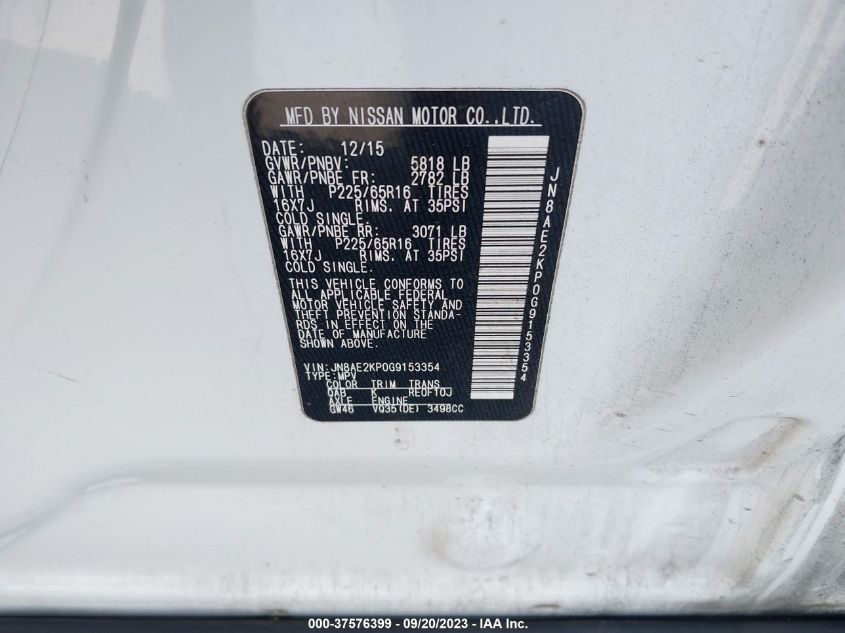 MFD BY NISSAN MOTOR CO.,LTD.
DATE: 12/15
GVWR/PNBV: 5818 LB
GAWR/PNBE FR: 2782 LB
WITH P225/65R16 TIRES
16X7J RIMS. AT 35PSI
COLD SINGLE.
GAWR/PNBE RR: 3071 LB
WITH P225/65R16 TIRES
16X7J RIMS. AT 35PSI
COLD SINGLE.
THIS VEHICLE CONFORMS TO
ALL APPLICABLE FEDERAL
MOTOR VEHICLE SAFETY AND
THEFT PREVENTION STANDA-
RDS IN EFFECT ON THE
DATE OF MANUFACTURE
SHOWN ABOVE.
VIN:JN8AE2KP0G9153354
TYPE:MPV
COLOR TRIM TRANS
QAB K RE0FTOJ
AXLE ENGINE
GW46 VQ35(DE) 3498CC
JN8AE2KP0G9153354
000-37576399 - 09/20/2023 - IAA Inc.